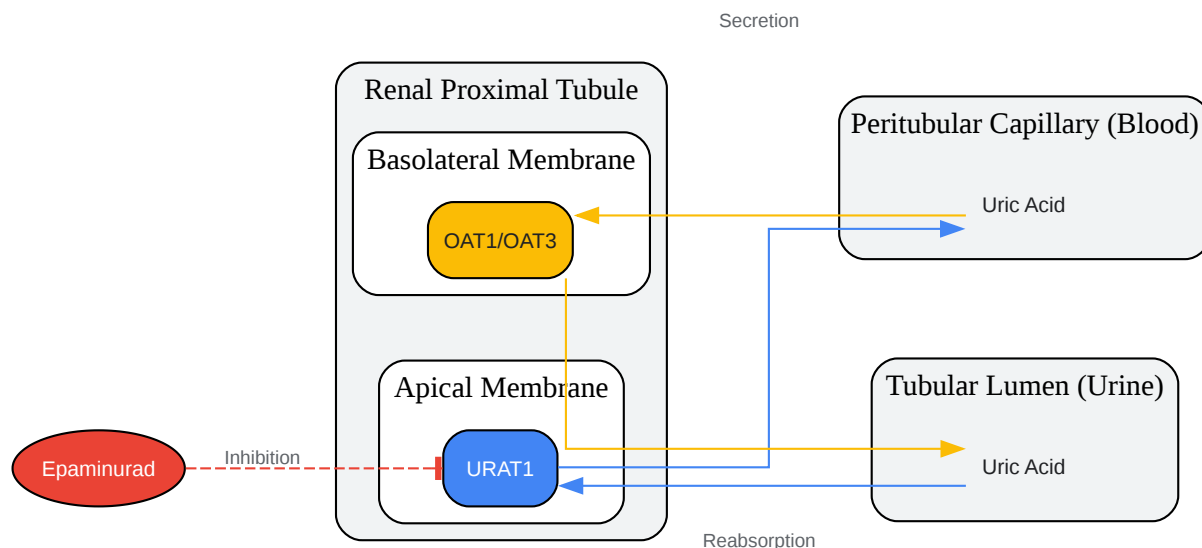 Secretion
Renal Proximal Tubule
Peritubular Capillary (Blood)
Basolateral Membrane
Uric Acid
OAT1/OAT3
Apical Membrane
Tubular Lumen (Urine)
Epaminurad
Inhibition
URAT1
Uric Acid
Reabsorption